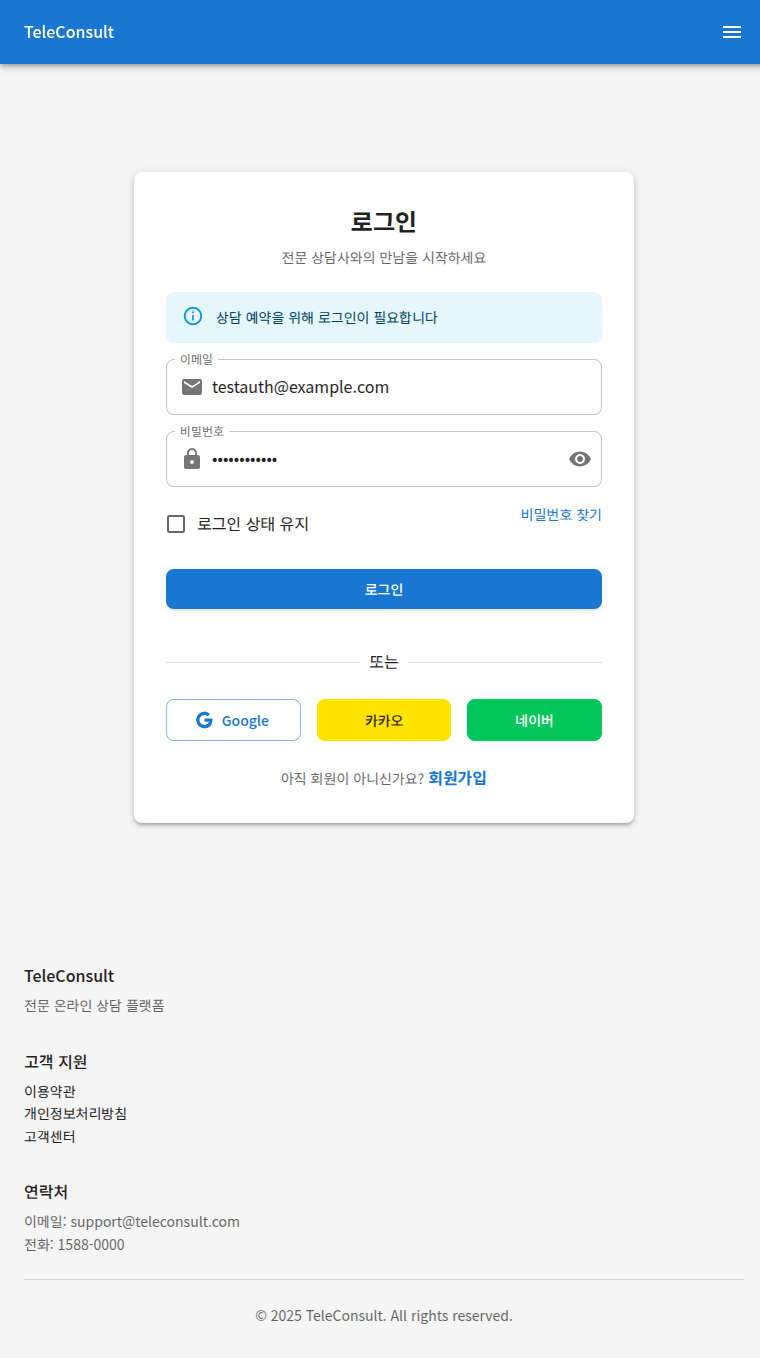 TeleConsult
로그인
전문 상담사와의 만남을 시작하세요
상담 예약을 위해 로그인이 필요합니다
이메일
testauth@example.com
비밀번호
••••••••••••
로그인 상태 유지
비밀번호 찾기
로그인
또는
Google
카카오
네이버
아직 회원이 아니신가요? 회원가입
TeleConsult
전문 온라인 상담 플랫폼
고객 지원
이용약관
개인정보처리방침
고객센터
연락처
이메일: support@teleconsult.com
전화: 1588-0000
© 2025 TeleConsult. All rights reserved.